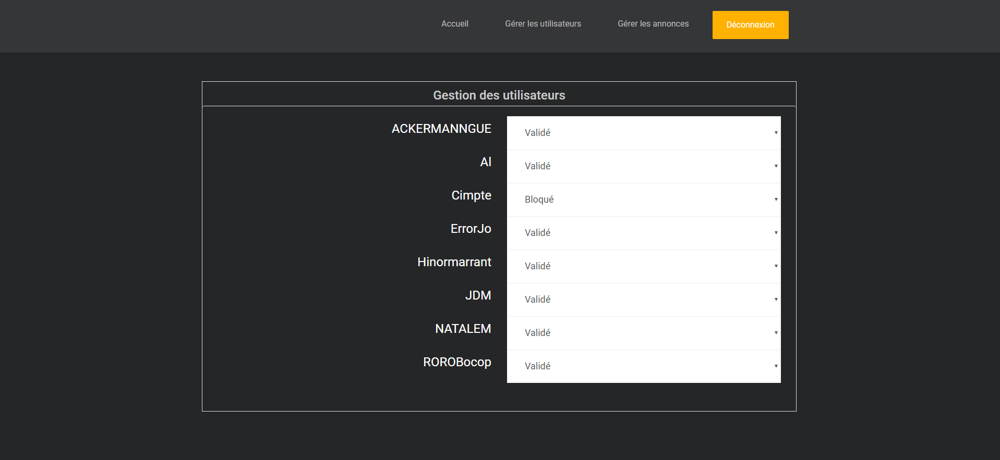 Accueil Gérer les utilisateurs Gérer les annonces Déconnexion
Gestion des utilisateurs
ACKERMANNGUE Validé
Al Validé
Cimpte Bloqué
ErrorJo Validé
Hinormarrant Validé
JDM Validé
NATALEM Validé
ROROBocop Validé